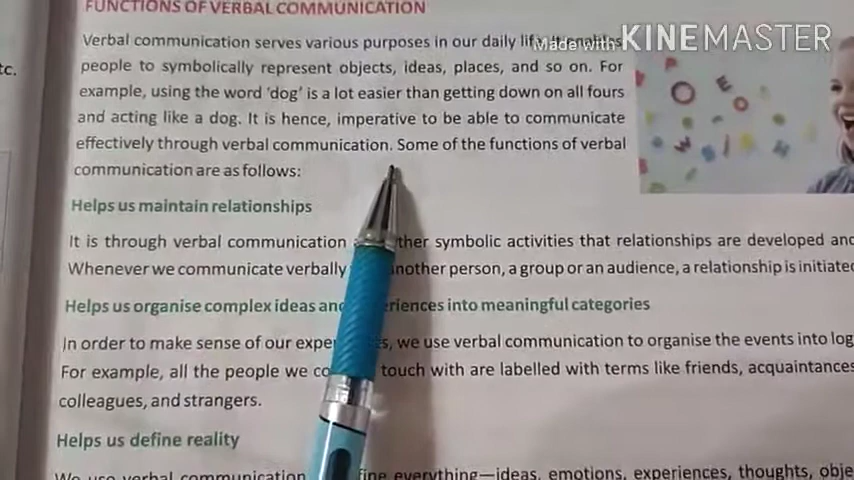 FUNCTIONS OF VERBAL COMMUNICATION
Verbal communication serves various purposes in our daily life. It enables
Made with KINEMASTER
people to symbolically represent objects, ideas, places, and so on. For
example, using the word 'dog' is a lot easier than getting down on all fours
and acting like a dog. It is hence, imperative to be able to communicate
effectively through verbal communication. Some of the functions of verbal
communication are as follows:
tc.
Helps us maintain relationships
It is through verbal communication other symbolic activities that relationships are developed and
Whenever we communicate verbally another person, a group or an audience, a relationship is initiated
Helps us organise complex ideas and experiences into meaningful categories
In order to make sense of our experiences, we use verbal communication to organise the events into log
For example, all the people we touch with are labelled with terms like friends, acquaintances
colleagues, and strangers.
Helps us define reality
We use verbal communication define everything—ideas, emotions, experiences, thoughts, obje